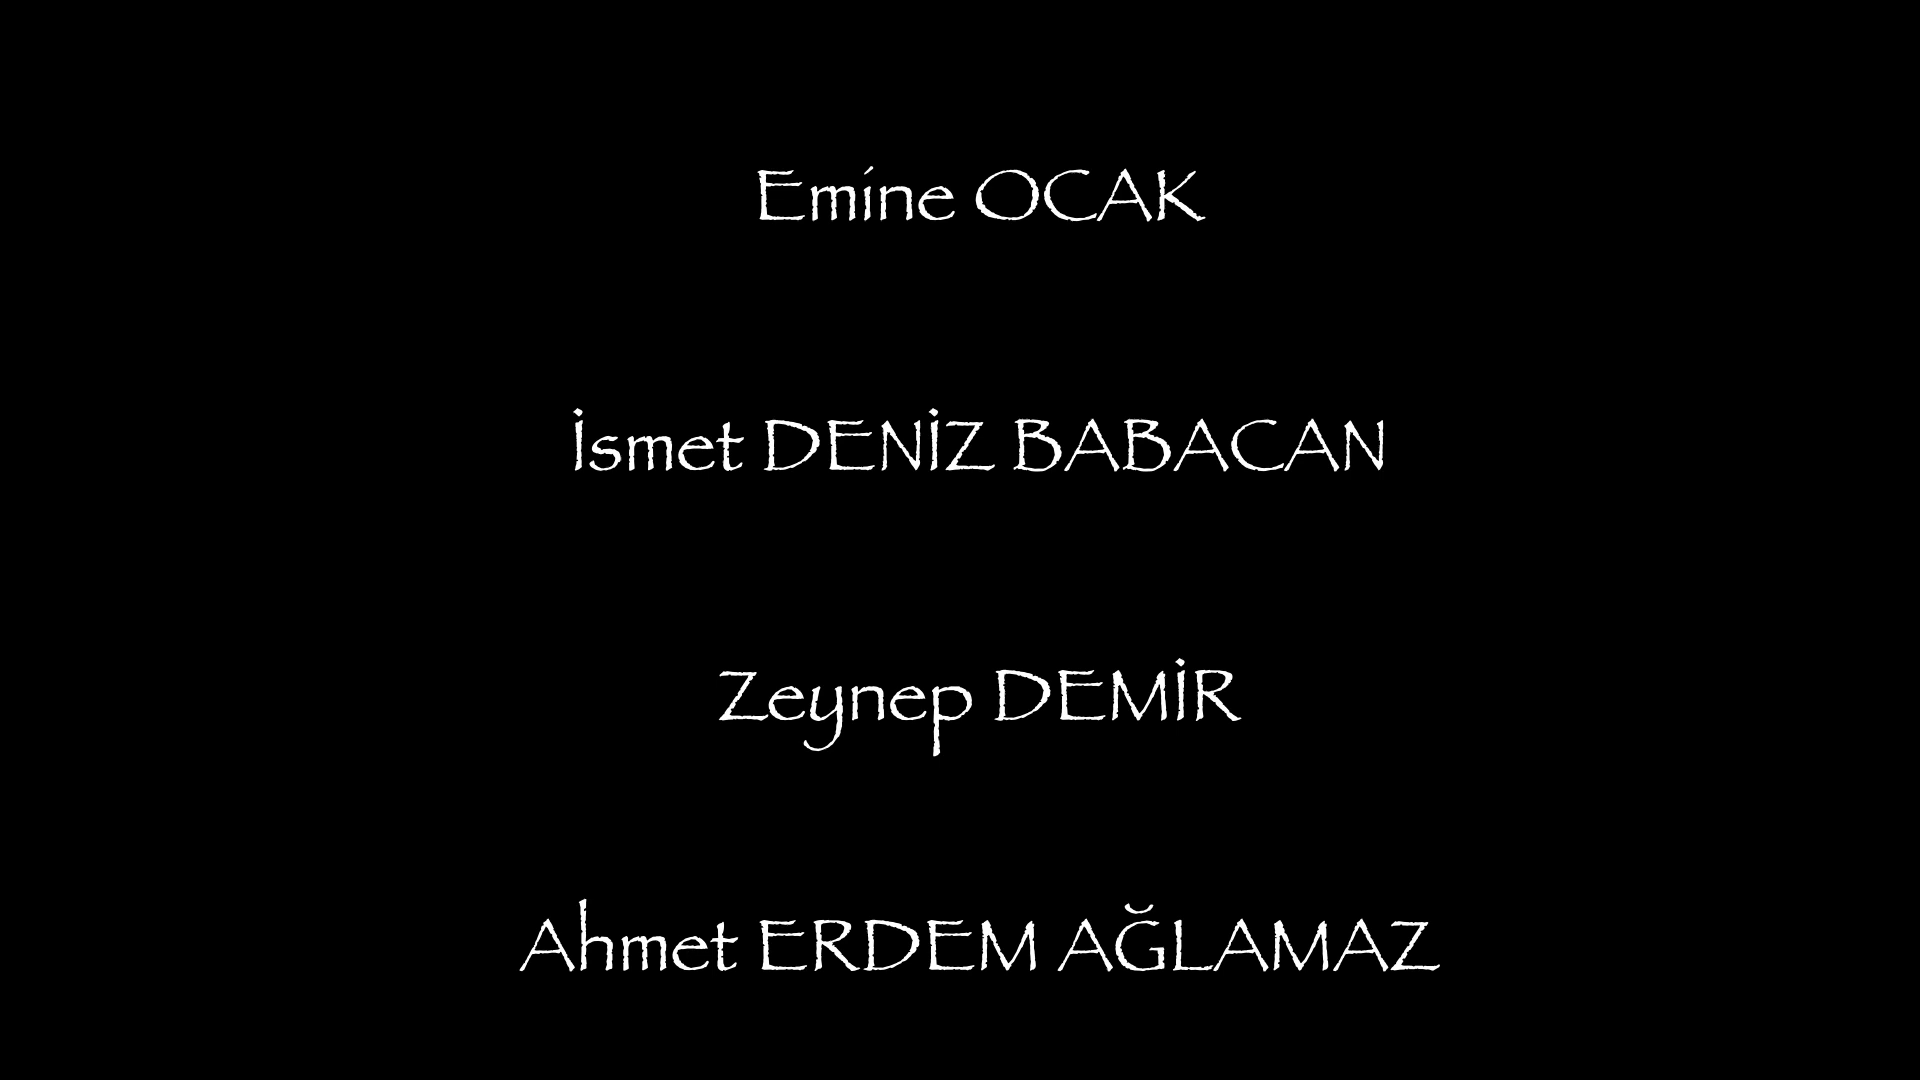 Emine OCAK
İsmet DENİZ BABACAN
Zeynep DEMİR
Ahmet ERDEM AĞLAMAZ